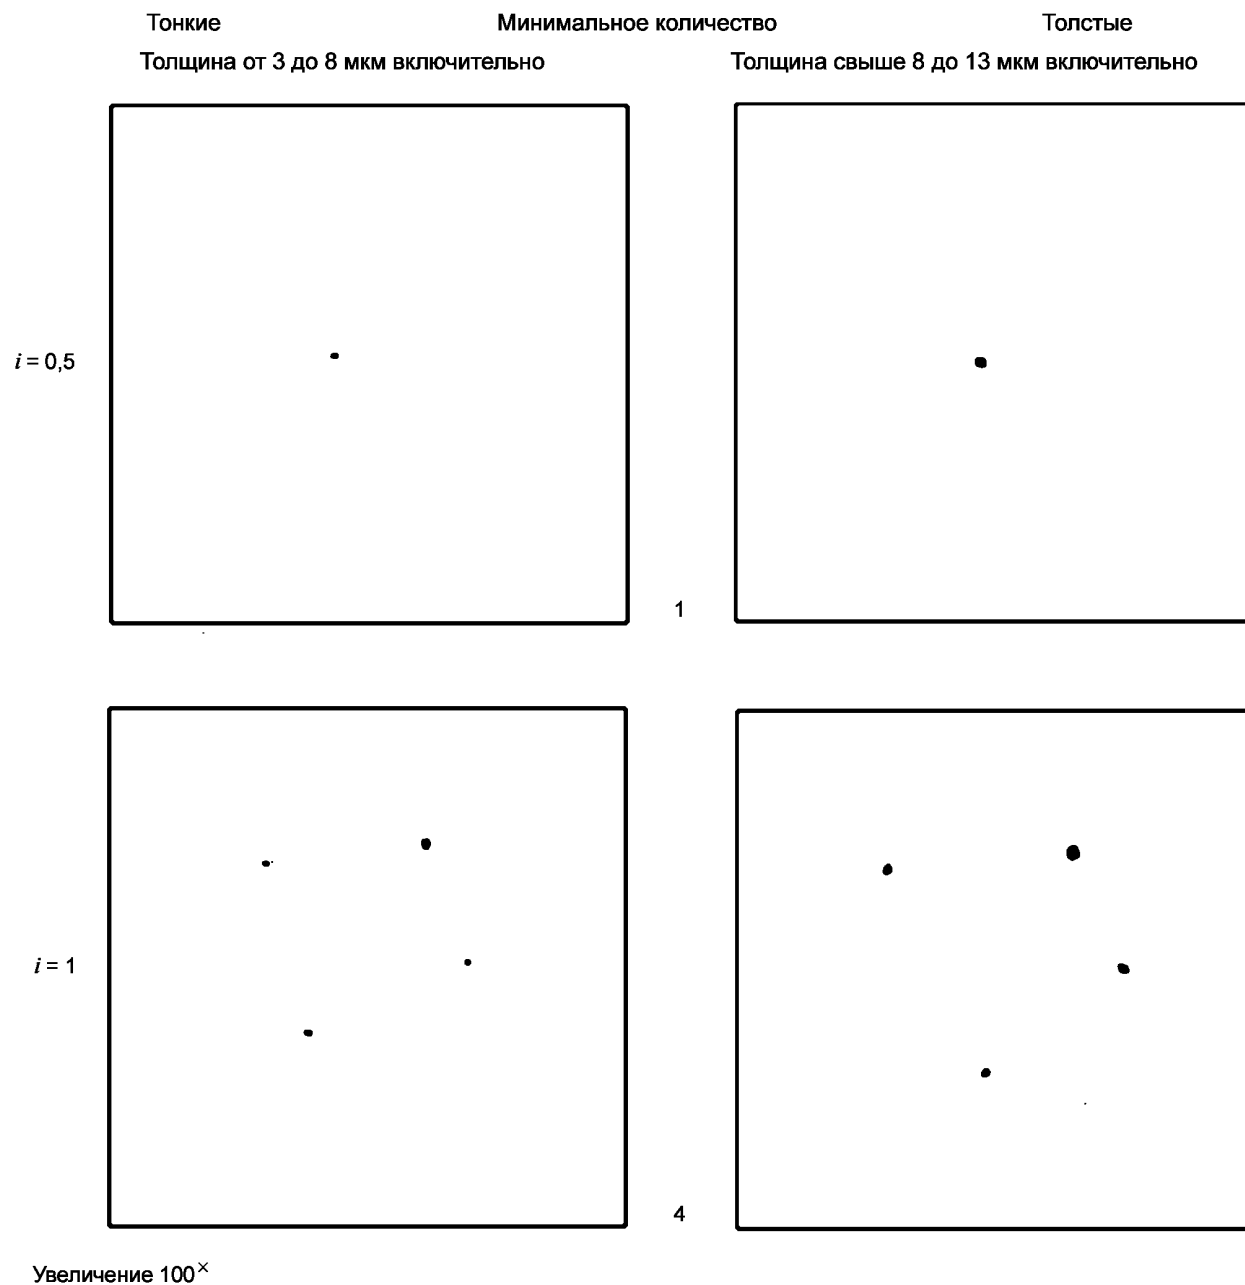 Тонкие Минимальное количество Толстые
Толщина от 3 до 8 мкм включительно Толщина свыше 8 до 13 мкм включительно
i = 0,5
1
i = 1
4
Увеличение 100×